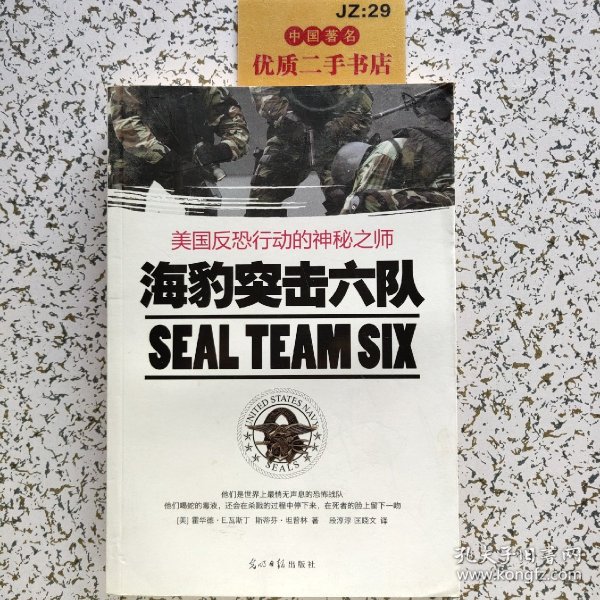 JZ:29
中国著名
优质二手书店
美国反恐行动的神秘之师
海豹突击六队
SEAL TEAM SIX
UNITED STATES NAVY
SEALS
他们是世界上最悄无声息的恐怖战队
他们喝蛇的毒液，还会在杀戮的过程中停下来，在死者的脸上留下一吻
[美] 霍华德·E.瓦斯丁 斯蒂芬·坦普林 著 段淳淳 汪晓文 译
光明日报出版社
孔夫子旧书网
www.kongfz.com